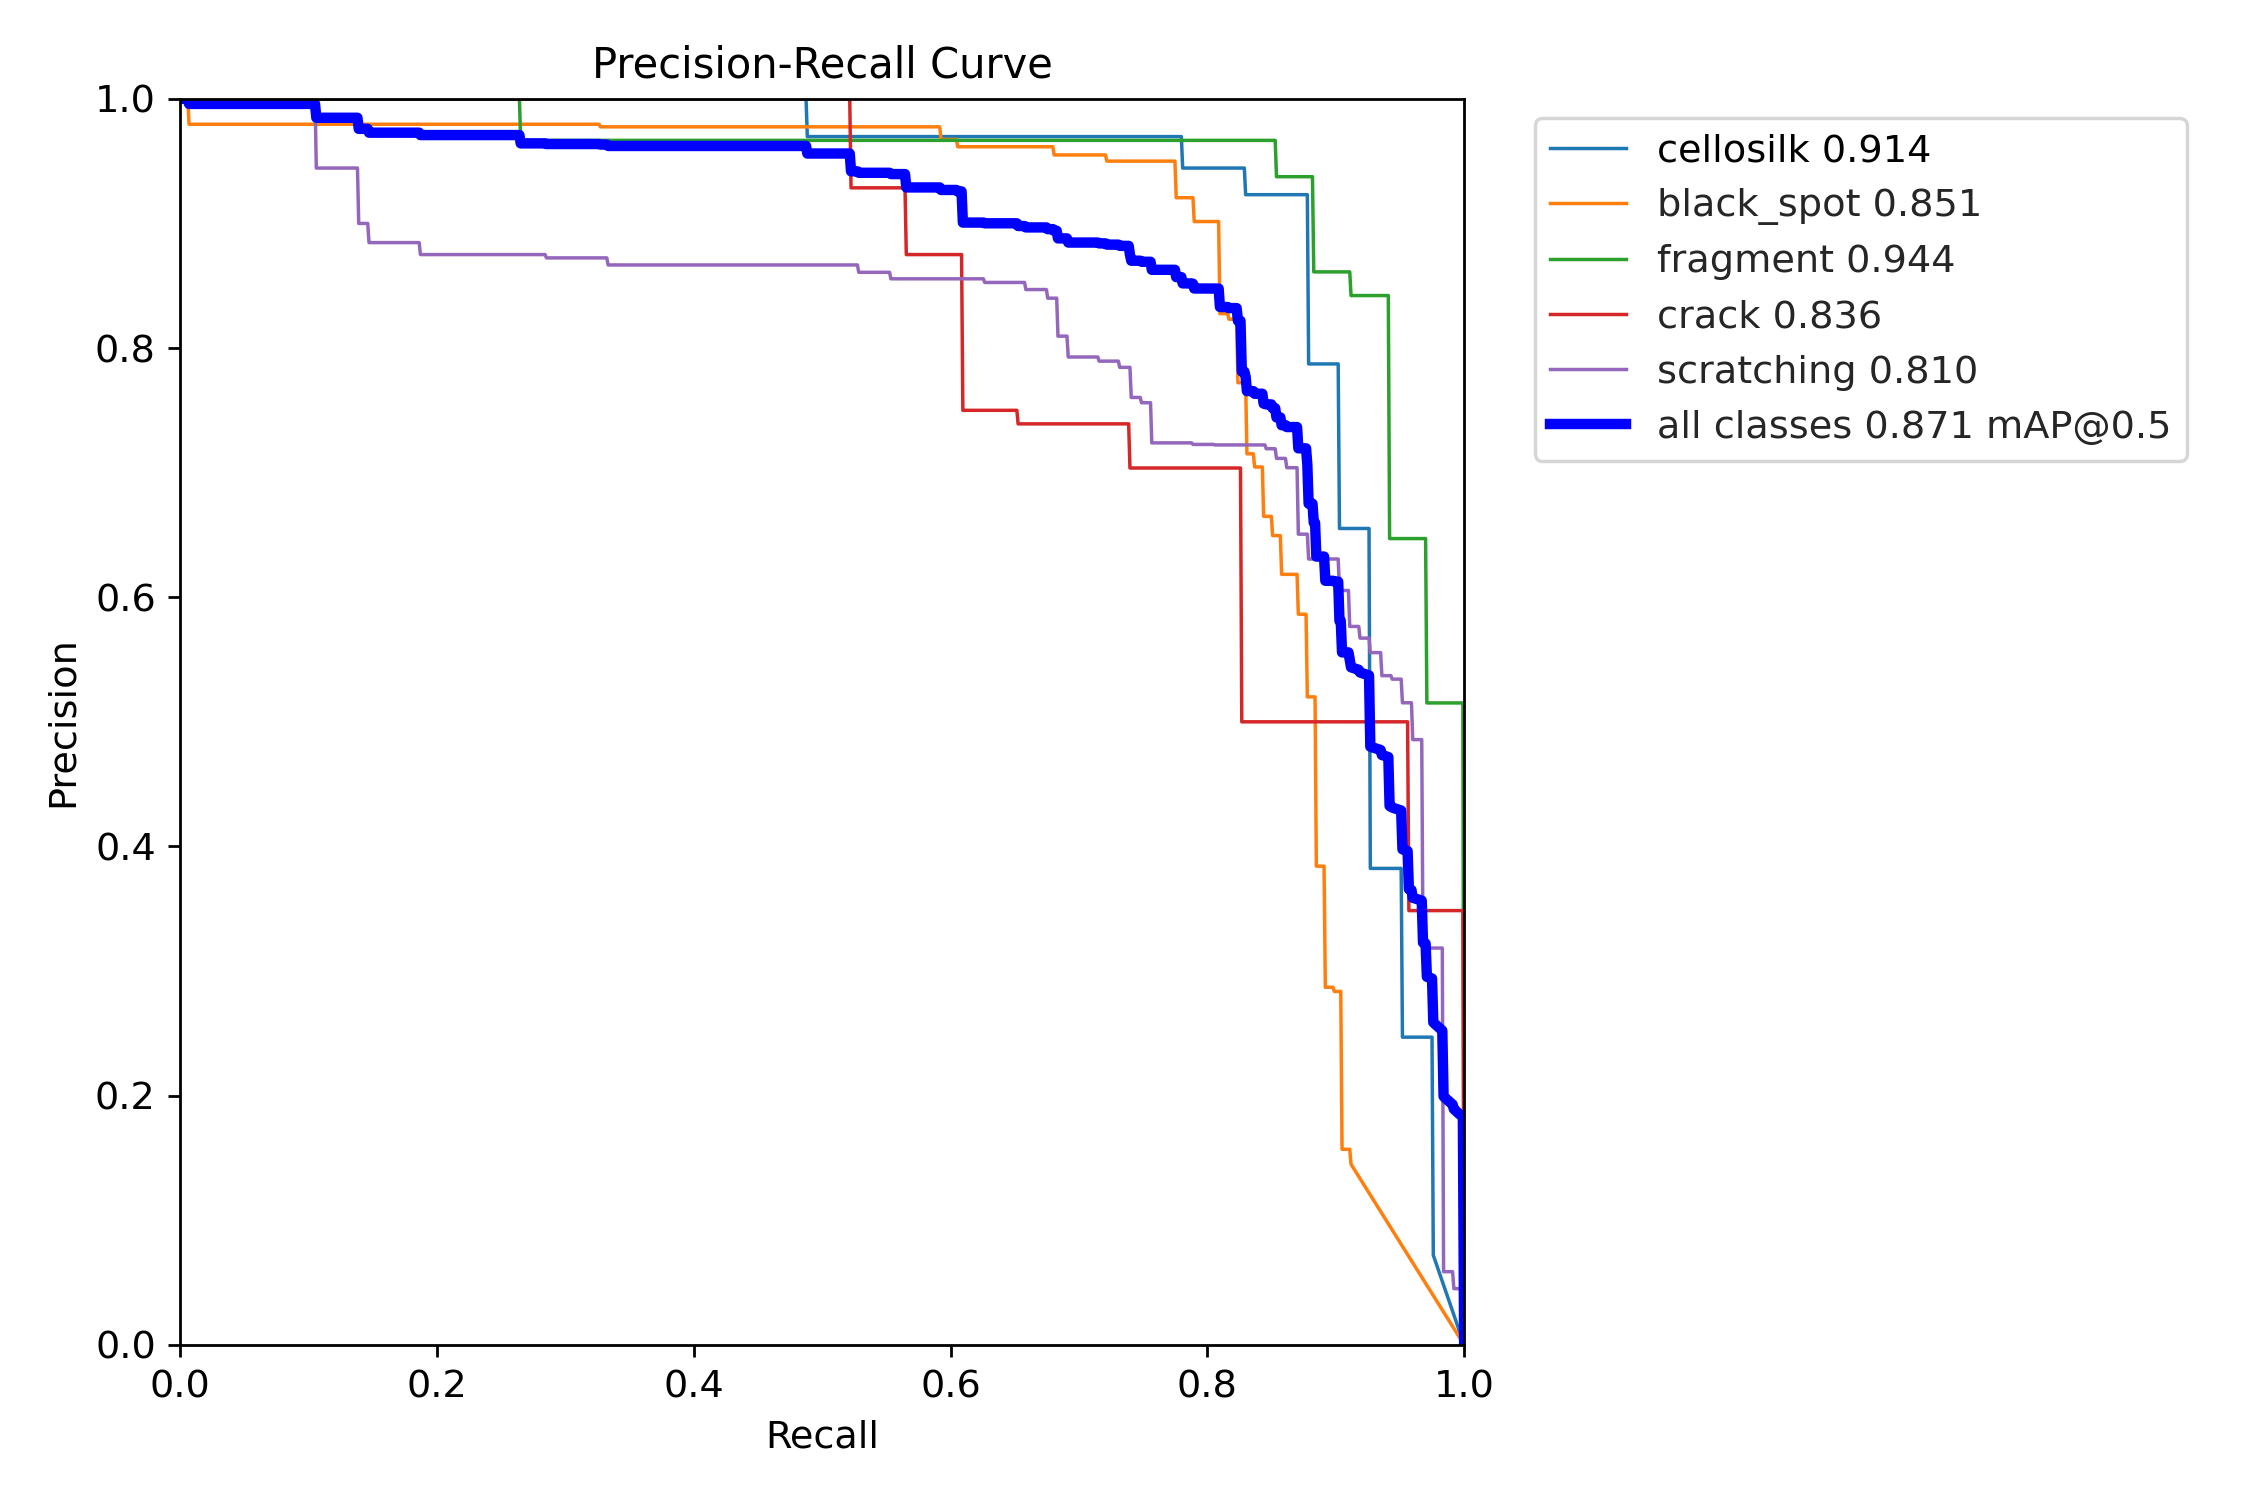 Precision-Recall Curve
1.0
0.8
0.6
0.4
0.2
0.0
Precision
0.0 0.2 0.4 0.6 0.8 1.0
Recall
cellosilk 0.914
black_spot 0.851
fragment 0.944
crack 0.836
scratching 0.810
all classes 0.871 mAP@0.5